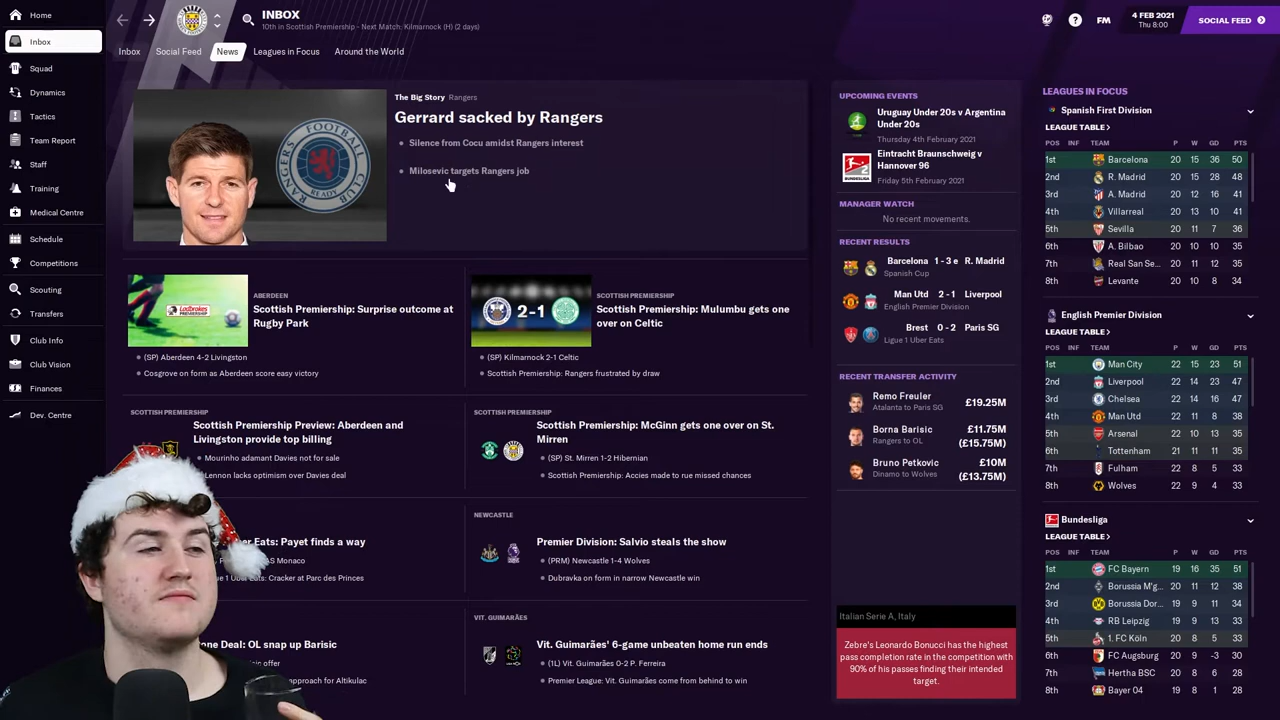 Home
Inbox
Squad
Dynamics
Tactics
Team Report
Staff
Training
Medical Centre
Schedule
Competitions
Scouting
Transfers
Club Info
Club Vision
Finances
Dev. Centre
INBOX
10th in Scottish Premiership - Next Match: Kilmarnock (H) (2 days)
FM
4 FEB 2021
Thu 8:00
SOCIAL FEED
Inbox
Social Feed
News
Leagues in Focus
Around the World
FOOTBALL
RANGERS
CLUB
READY
The Big Story Rangers
Gerrard sacked by Rangers
Silence from Cocu amidst Rangers interest
Milosevic targets Rangers job
ABERDEEN
Scottish Premiership: Surprise outcome at
Rugby Park
(SP) Aberdeen 4-2 Livingston
Cosgrove on form as Aberdeen score easy victory
2-1
SCOTTISH PREMIERSHIP
Scottish Premiership: Mulumbu gets one
over on Celtic
(SP) Kilmarnock 2-1 Celtic
Scottish Premiership: Rangers frustrated by draw
SCOTTISH PREMIERSHIP
Scottish Premiership Preview: Aberdeen and
Livingston provide top billing
Mourinho adamant Davies not for sale
Lennon lacks optimism over Davies deal
SCOTTISH PREMIERSHIP
Scottish Premiership: McGinn gets one over on St.
Mirren
(SP) St. Mirren 1-2 Hibernian
Scottish Premiership: Accies made to rue missed chances
Eats: Payet finds a way
Monaco
Cracker at Parc des Princes
NEWCASTLE
Premier Division: Salvio steals the show
(PRM) Newcastle 1-4 Wolves
Dubravka on form in narrow Newcastle win
Deal: OL snap up Barisic
offer
approach for Altikulac
VIT. GUIMARÃES
Vit. Guimarães' 6-game unbeaten home run ends
(1L) Vit. Guimarães 0-2 P. Ferreira
Premier League: Vit. Guimarães come from behind to win
UPCOMING EVENTS
Uruguay Under 20s v Argentina
Under 20s
Thursday 4th February 2021
Eintracht Braunschweig v
Hannover 96
Friday 5th February 2021
MANAGER WATCH
No recent movements.
RECENT RESULTS
Barcelona 1 - 3 e R. Madrid
Spanish Cup
Man Utd 2 - 1 Liverpool
English Premier Division
Brest 0 - 2 Paris SG
Ligue 1 Uber Eats
RECENT TRANSFER ACTIVITY
Remo Freuler
Atalanta to Paris SG
£19.25M
Borna Barisic
Rangers to OL
£11.75M
(£15.75M)
Bruno Petkovic
Dinamo to Wolves
£10M
(£13.75M)
Italian Serie A, Italy
Zebre's Leonardo Bonucci has the highest
pass completion rate in the competition with
90% of his passes finding their intended
target.
LEAGUES IN FOCUS
Spanish First Division
LEAGUE TABLE
POS INF TEAM P W GD PTS
1st Barcelona 20 15 36 50
2nd R. Madrid 20 15 28 48
3rd A. Madrid 20 12 16 41
4th Villarreal 20 13 10 41
5th Sevilla 20 11 7 36
6th A. Bilbao 20 10 10 35
7th Real San Se... 20 11 12 35
8th Levante 20 10 8 34
English Premier Division
LEAGUE TABLE
POS INF TEAM P W GD PTS
1st Man City 22 15 23 51
2nd Liverpool 22 14 23 47
3rd Chelsea 22 14 16 47
4th Man Utd 22 11 8 38
5th Arsenal 22 10 13 35
6th Tottenham 21 11 11 35
7th Fulham 22 8 5 33
8th Wolves 22 9 4 33
Bundesliga
LEAGUE TABLE
POS INF TEAM P W GD PTS
1st FC Bayern 19 16 35 51
2nd Borussia M'g... 20 11 12 38
3rd Borussia Dor... 19 9 11 34
4th RB Leipzig 19 9 13 33
5th 1. FC Köln 20 8 5 33
6th FC Augsburg 20 9 -3 30
7th Hertha BSC 20 7 6 28
8th Bayer 04 19 8 1 28